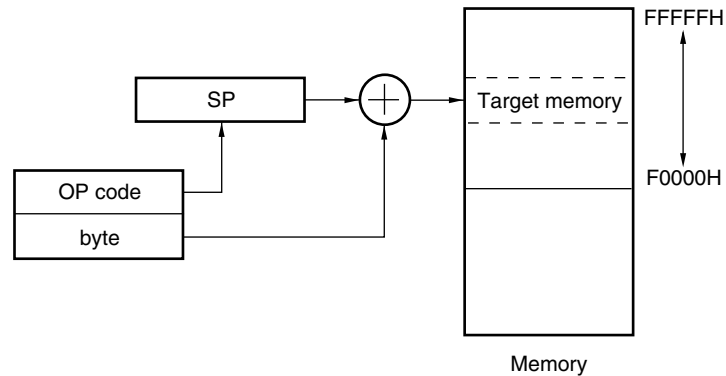 FFFFFH
SP
Target memory
F0000H
OP code
byte
Memory